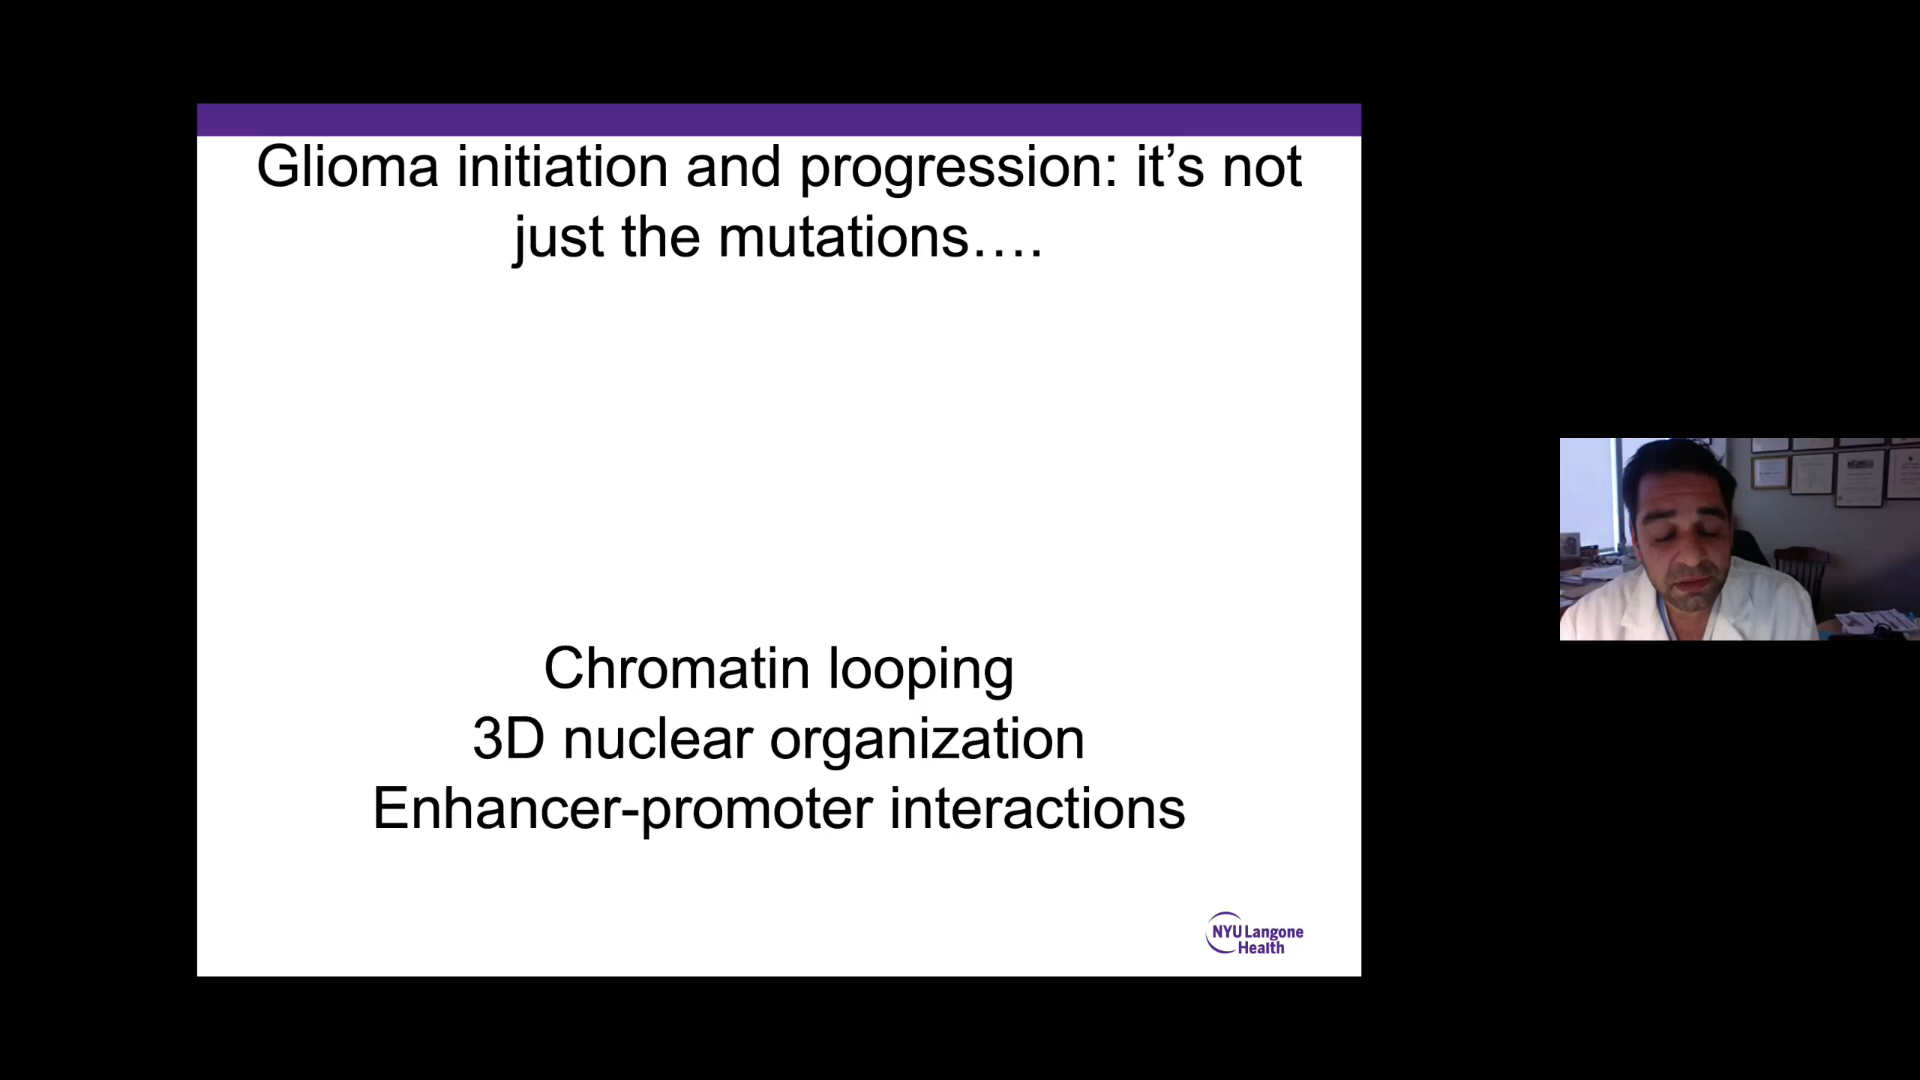 Glioma initiation and progression: it’s not
just the mutations….
Chromatin looping
3D nuclear organization
Enhancer-promoter interactions
NYU Langone
Health